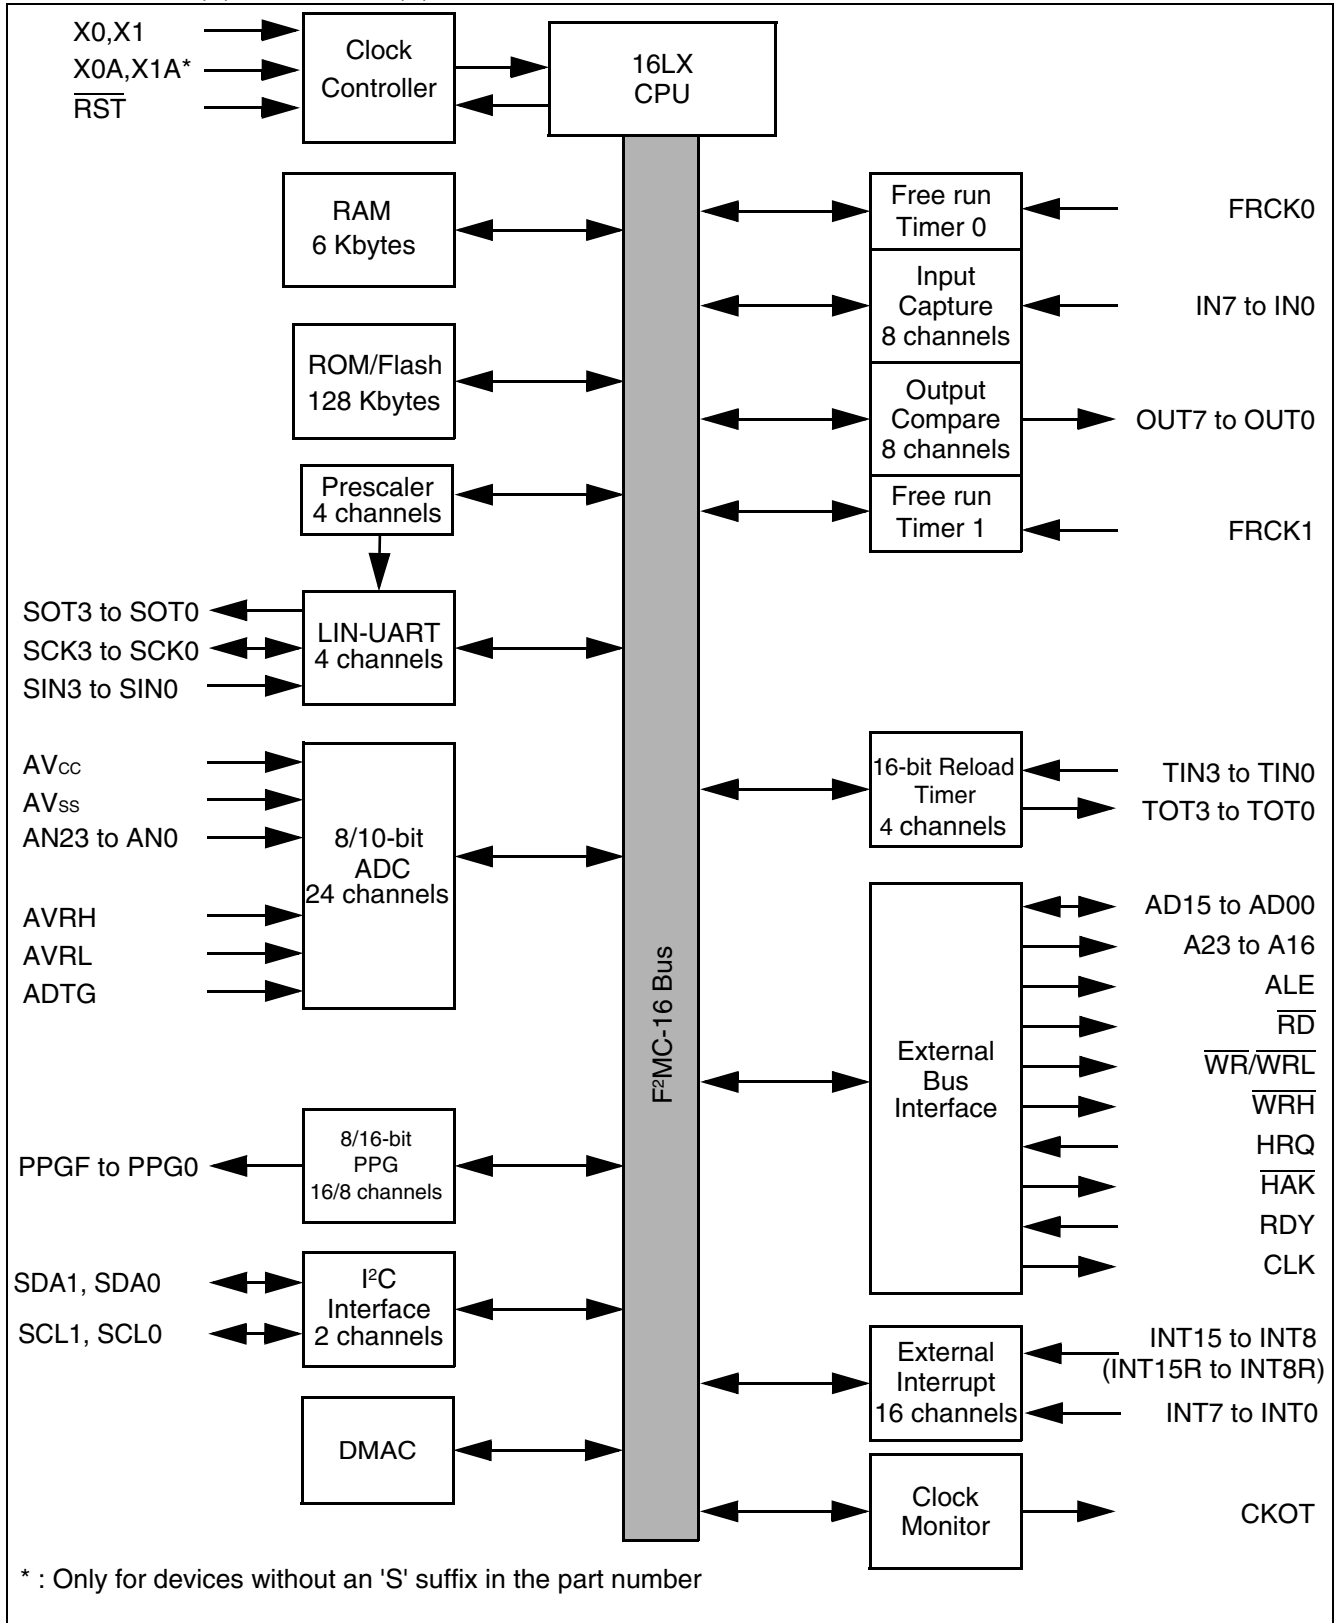 X0,X1
X0A,X1A*
RST
Clock
Controller
16LX
CPU
RAM
6 Kbytes
ROM/Flash
128 Kbytes
Prescaler
4 channels
SOT3 to SOT0
SCK3 to SCK0
SIN3 to SIN0
LIN-UART
4 channels
AVCC
AVSS
AN23 to AN0
AVRH
AVRL
ADTG
8/10-bit
ADC
24 channels
PPGF to PPG0
8/16-bit
PPG
16/8 channels
SDA1, SDA0
SCL1, SCL0
I²C
Interface
2 channels
DMAC
F²MC-16 Bus
Free run
Timer 0
FRCK0
Input
Capture
8 channels
IN7 to IN0
Output
Compare
8 channels
OUT7 to OUT0
Free run
Timer 1
FRCK1
16-bit Reload
Timer
4 channels
TIN3 to TIN0
TOT3 to TOT0
External
Bus
Interface
AD15 to AD00
A23 to A16
ALE
RD
WR/WRL
WRH
HRQ
HAK
RDY
CLK
External
Interrupt
16 channels
INT15 to INT8
(INT15R to INT8R)
INT7 to INT0
Clock
Monitor
CKOT
* : Only for devices without an 'S' suffix in the part number